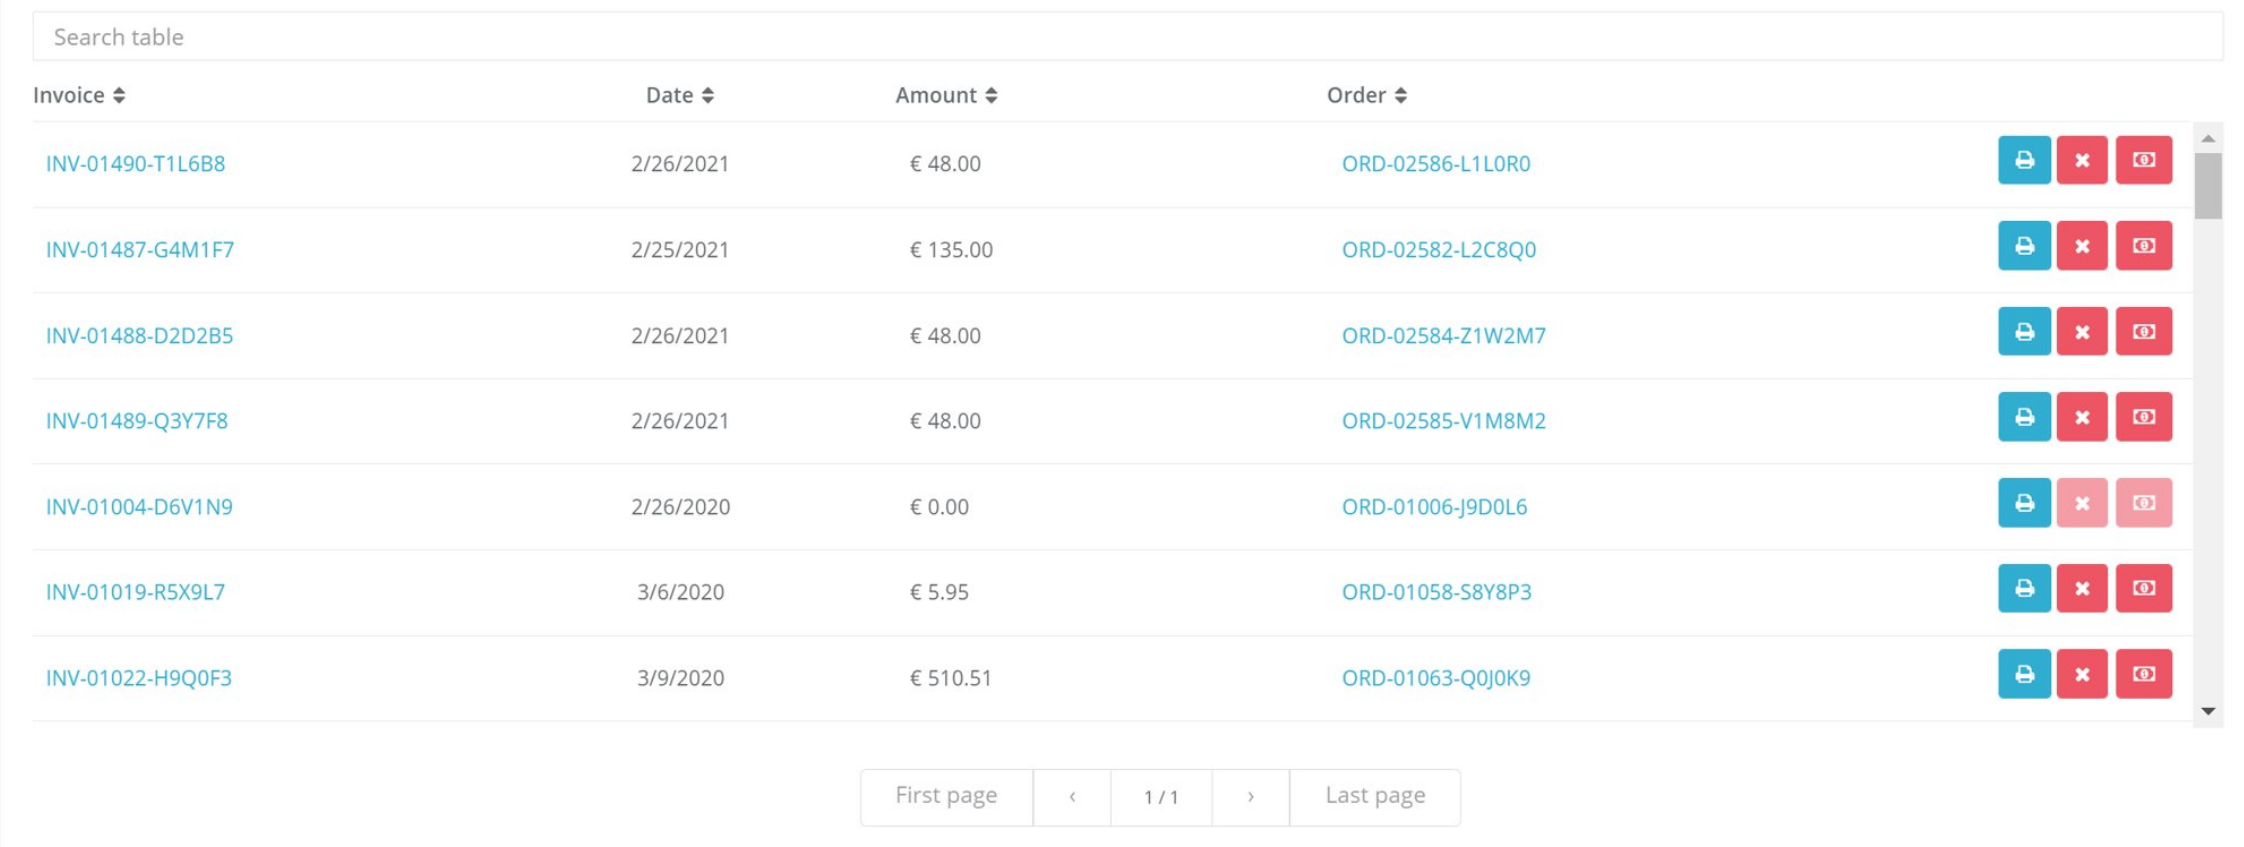 Search table
Invoice Date Amount Order
INV-01490-T1L6B8 2/26/2021 € 48.00 ORD-02586-L1L0R0
INV-01487-G4M1F7 2/25/2021 € 135.00 ORD-02582-L2C8Q0
INV-01488-D2D2B5 2/26/2021 € 48.00 ORD-02584-Z1W2M7
INV-01489-Q3Y7F8 2/26/2021 € 48.00 ORD-02585-V1M8M2
INV-01004-D6V1N9 2/26/2020 € 0.00 ORD-01006-J9D0L6
INV-01019-R5X9L7 3/6/2020 € 5.95 ORD-01058-S8Y8P3
INV-01022-H9Q0F3 3/9/2020 € 510.51 ORD-01063-Q0J0K9
First page ‹ 1 / 1 › Last page